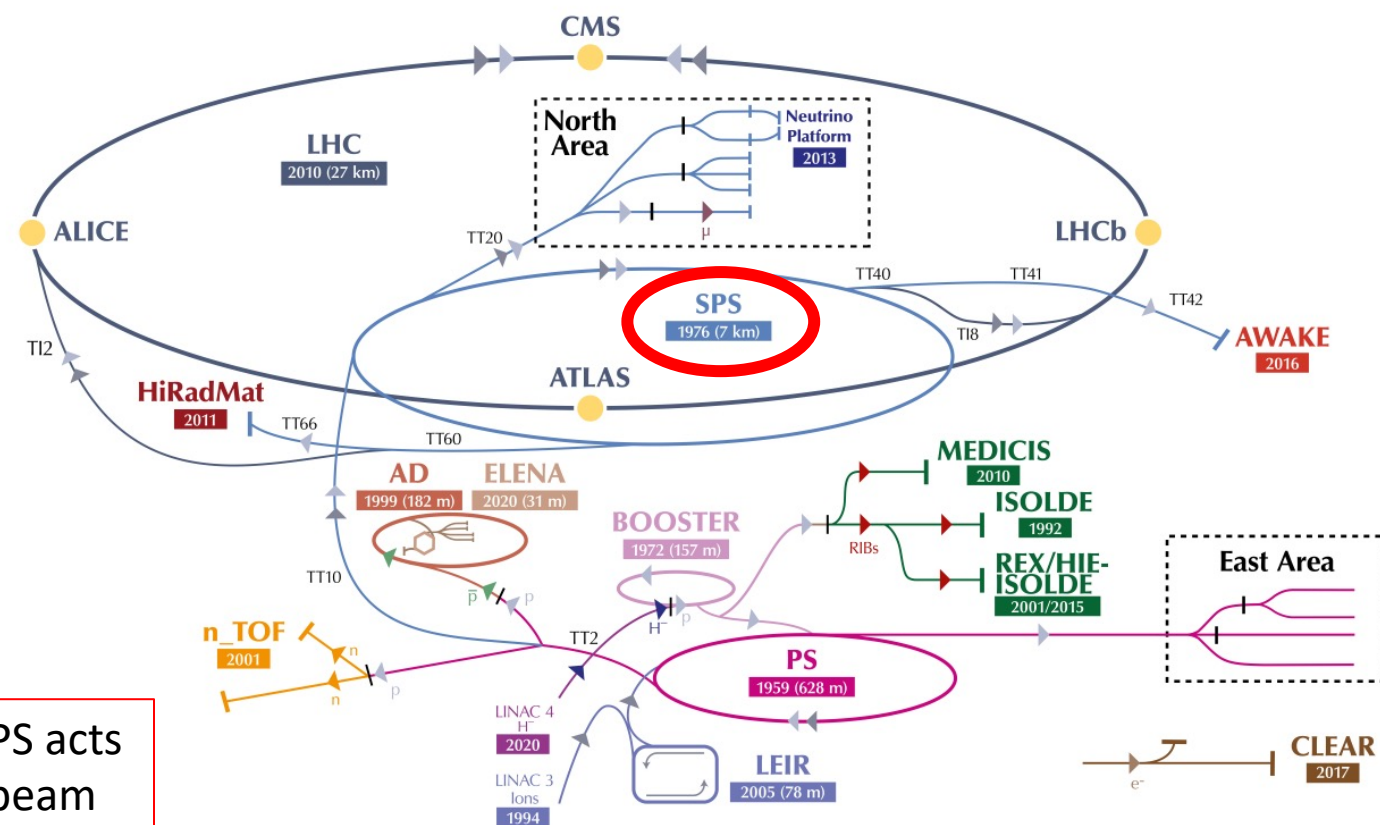 CMS
North
Area
Neutrino
Platform
2013
LHC
2010 (27 km)
μ
ALICE
LHCb
TT20
TT40
TT41
TT42
SPS
1976 (7 km)
TI8
TI2
AWAKE
2016
ATLAS
HiRadMat
2011
TT66
TT60
AD
1999 (182 m)
ELENA
2020 (31 m)
MEDICIS
2010
BOOSTER
1972 (157 m)
ISOLDE
1992
RIBs
REX/HIE-
ISOLDE
2001/2015
East Area
TT10
p̄
p
H⁻
p
TT2
n_TOF
2001
n
n
p
PS
1959 (628 m)
LINAC 4
H⁻
2020
LINAC 3
Ions
1994
LEIR
2005 (78 m)
CLEAR
2017
e⁻
PS acts
beam